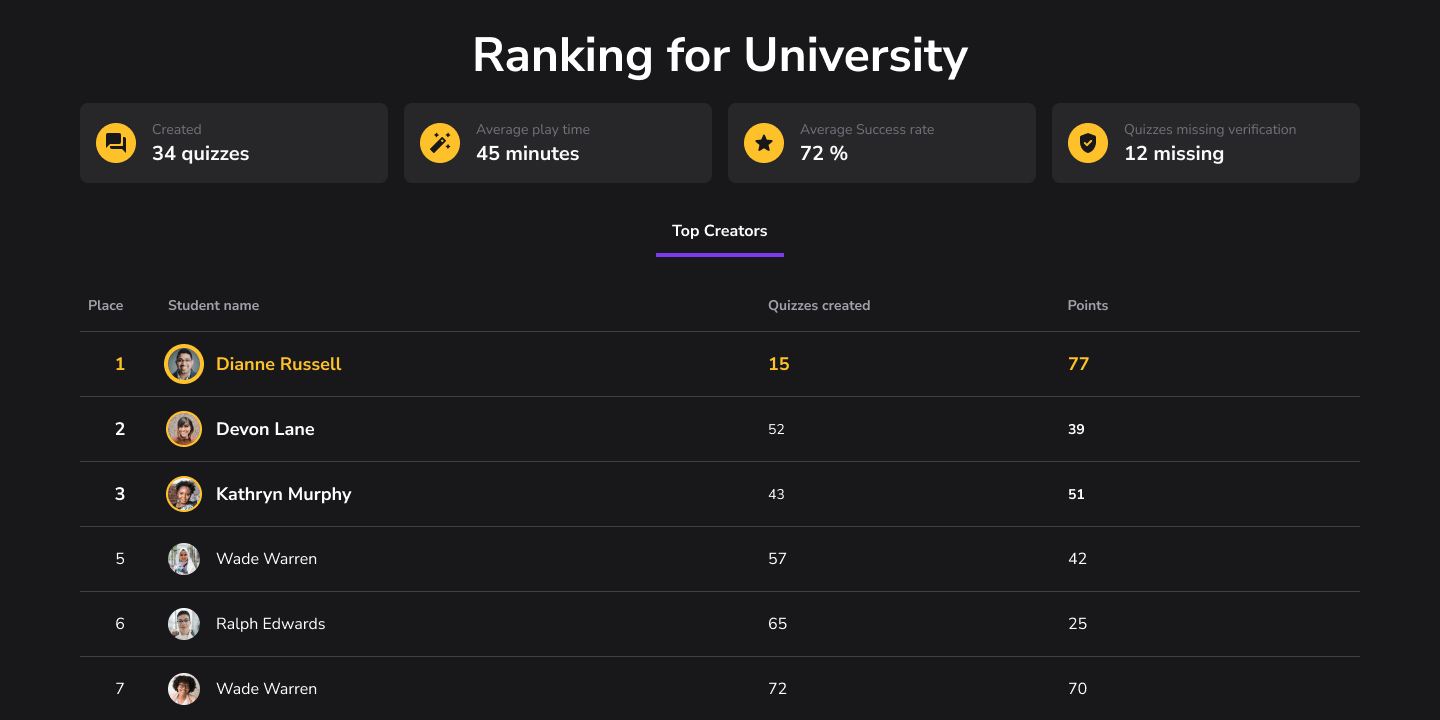 Ranking for University
Created
34 quizzes
Average play time
45 minutes
Average Success rate
72 %
Quizzes missing verification
12 missing
Top Creators
Place Student name Quizzes created Points
1 Dianne Russell 15 77
2 Devon Lane 52 39
3 Kathryn Murphy 43 51
5 Wade Warren 57 42
6 Ralph Edwards 65 25
7 Wade Warren 72 70